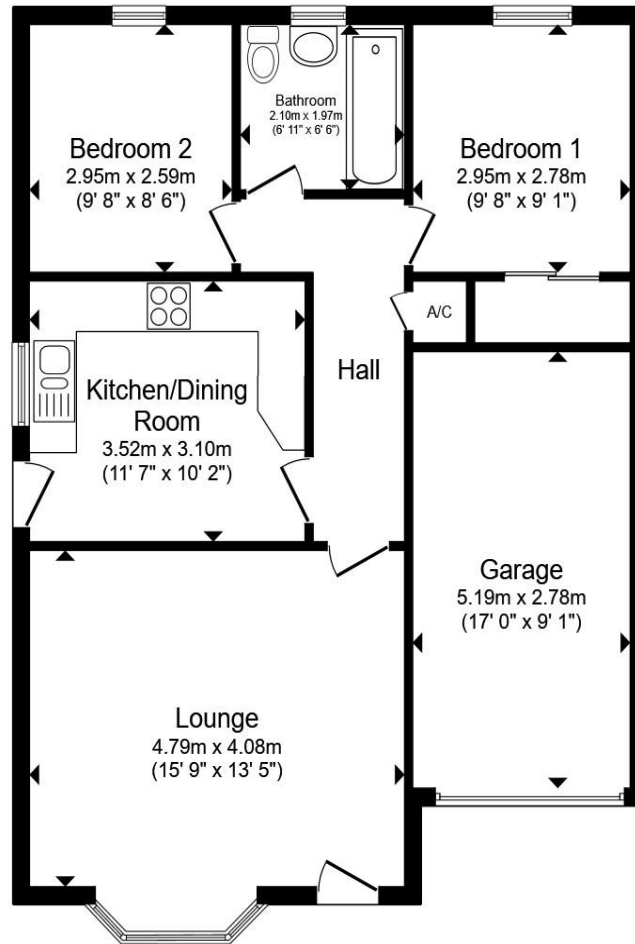 Bedroom 2
2.95m x 2.59m
(9' 8" x 8' 6")
Bathroom
2.10m x 1.97m
(6' 11" x 6' 6")
Bedroom 1
2.95m x 2.78m
(9' 8" x 9' 1")
A/C
Hall
Kitchen/Dining
Room
3.52m x 3.10m
(11' 7" x 10' 2")
Garage
5.19m x 2.78m
(17' 0" x 9' 1")
Lounge
4.79m x 4.08m
(15' 9" x 13' 5")